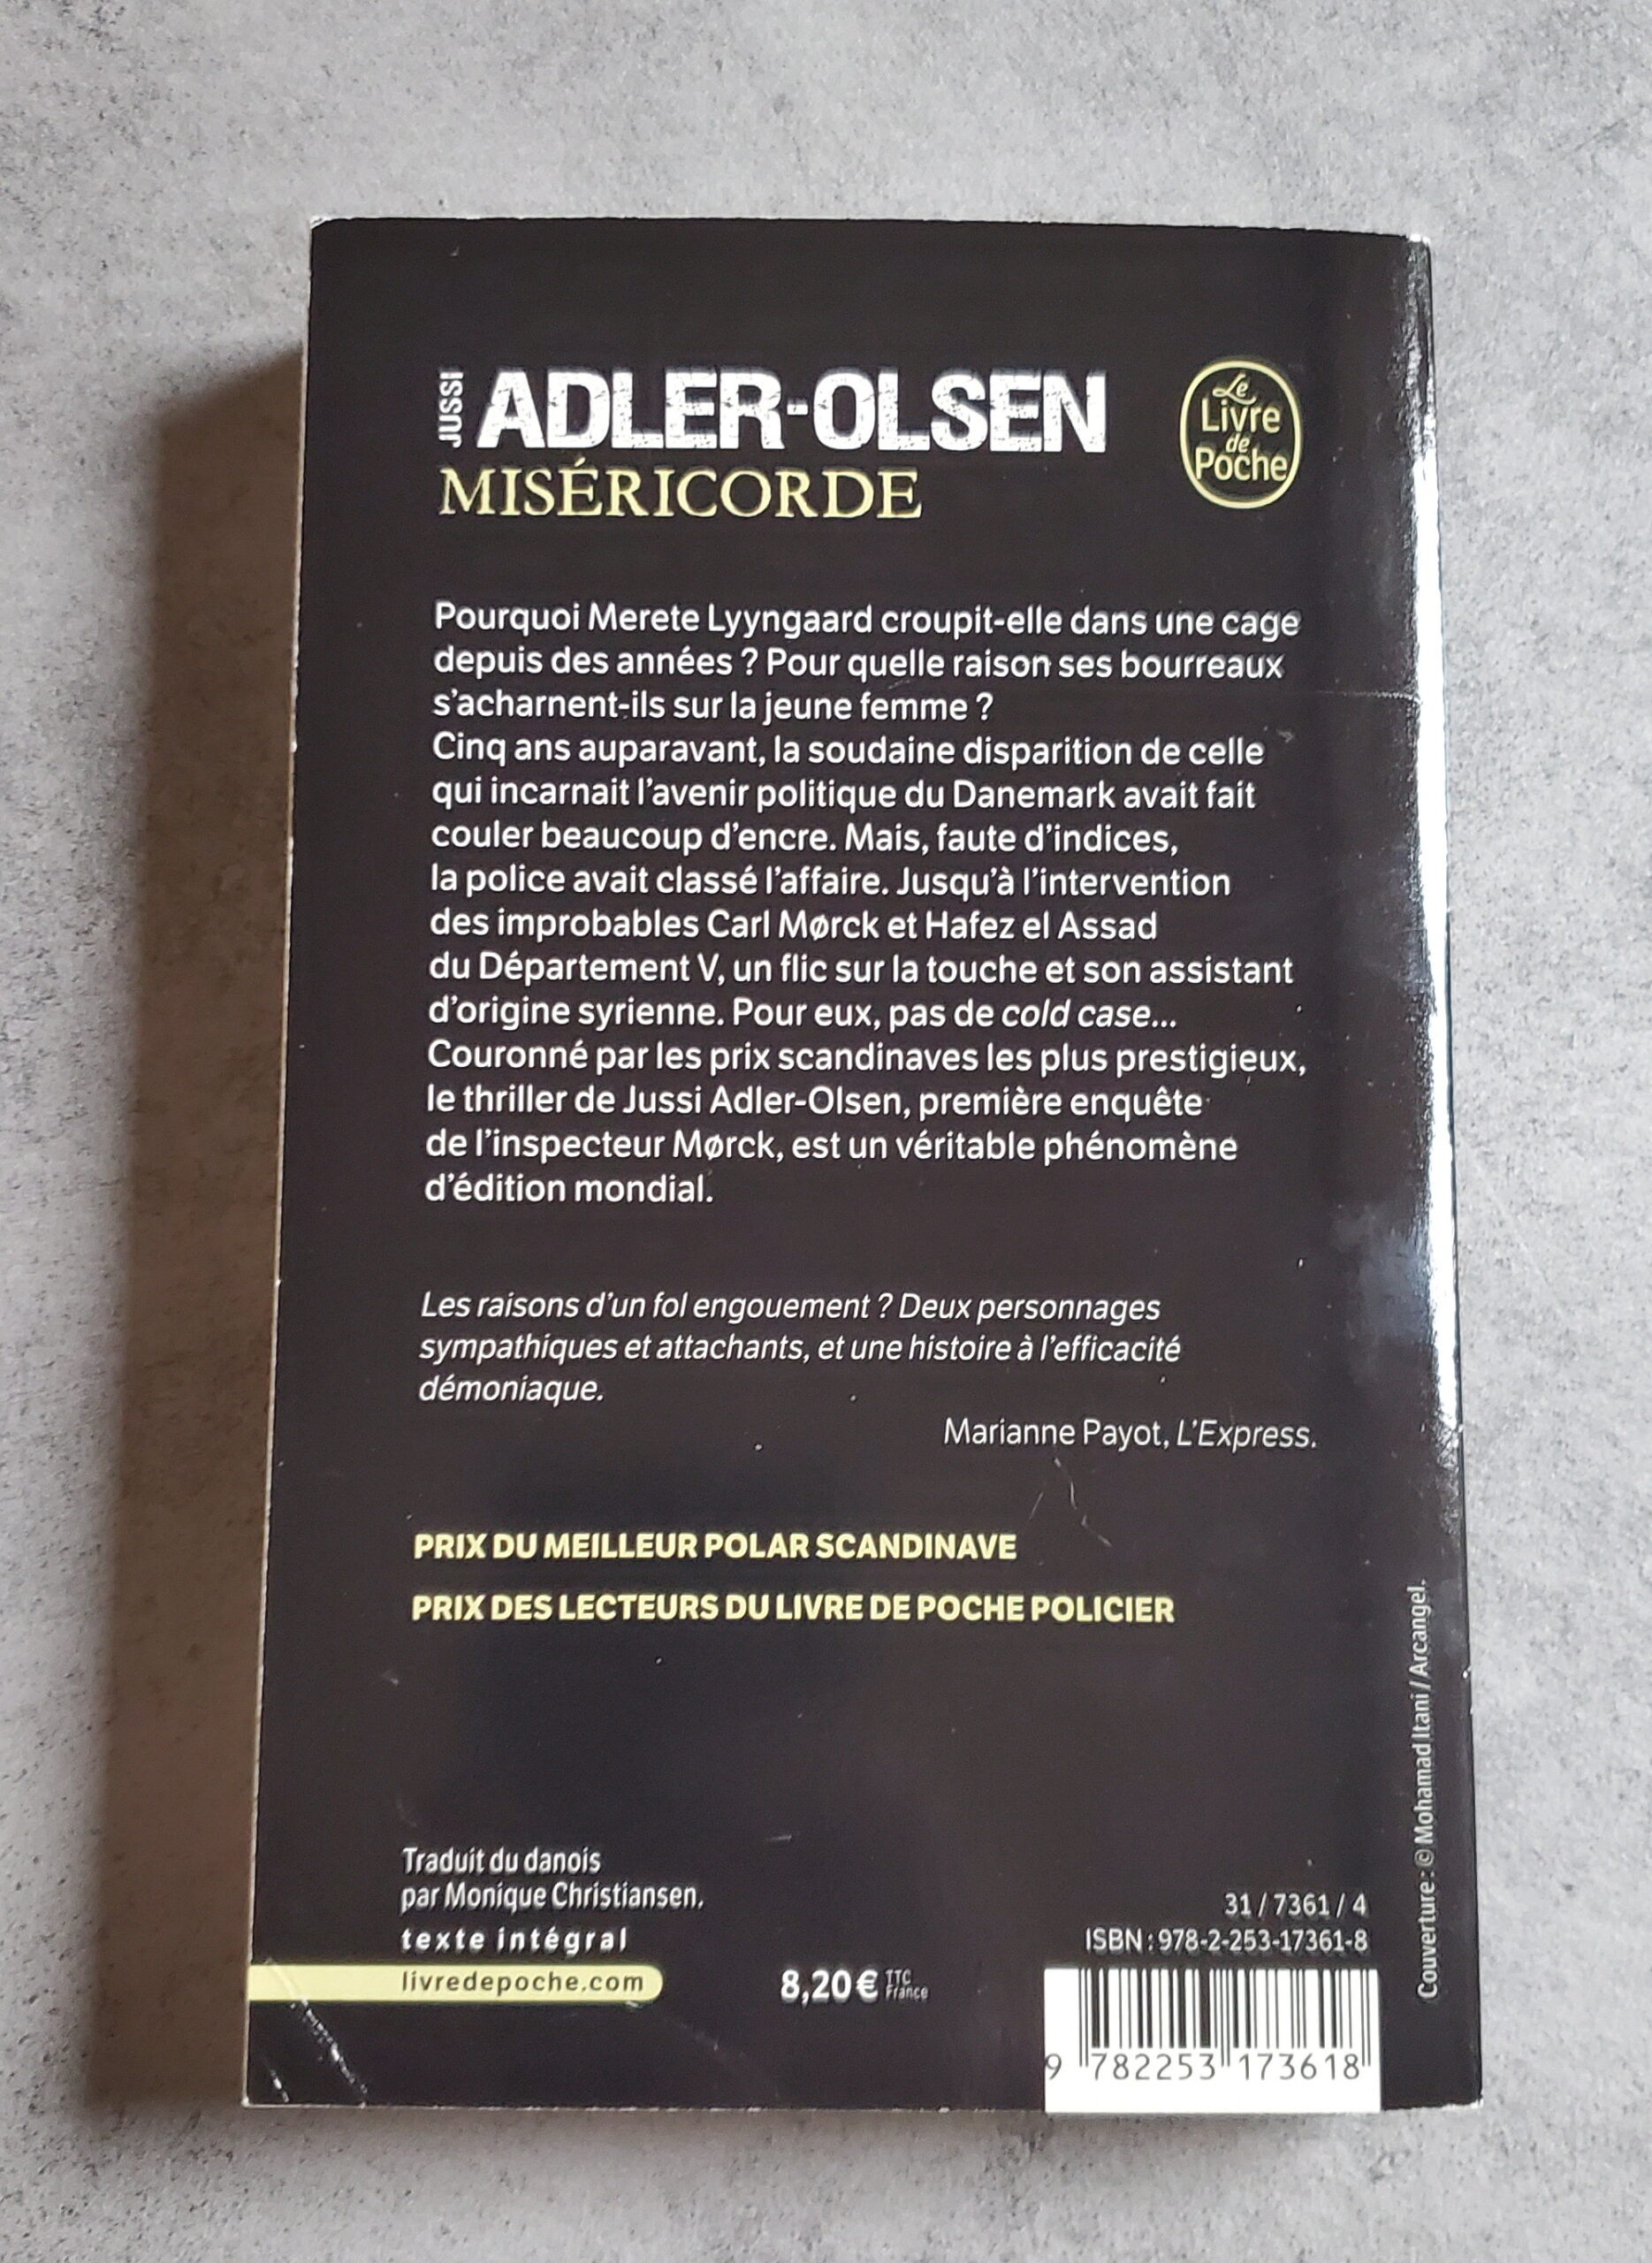 JUSSI ADLER-OLSEN
MISÉRICORDE
Le
Livre
de
Poche
Pourquoi Merete Lyyngaard croupit-elle dans une cage
depuis des années ? Pour quelle raison ses bourreaux
s'acharnent-ils sur la jeune femme ?
Cinq ans auparavant, la soudaine disparition de celle
qui incarnait l'avenir politique du Danemark avait fait
couler beaucoup d'encre. Mais, faute d'indices,
la police avait classé l'affaire. Jusqu'à l'intervention
des improbables Carl Mørck et Hafez el Assad
du Département V, un flic sur la touche et son assistant
d'origine syrienne. Pour eux, pas de cold case...
Couronné par les prix scandinaves les plus prestigieux,
le thriller de Jussi Adler-Olsen, première enquête
de l'inspecteur Mørck, est un véritable phénomène
d'édition mondial.
Les raisons d'un fol engouement ? Deux personnages
sympathiques et attachants, et une histoire à l'efficacité
démoniaque.
Marianne Payot, L'Express.
PRIX DU MEILLEUR POLAR SCANDINAVE
PRIX DES LECTEURS DU LIVRE DE POCHE POLICIER
Traduit du danois
par Monique Christiansen.
texte intégral
livredepoche.com
8,20 € TTC France
31 / 7361 / 4
ISBN : 978-2-253-17361-8
9 782253 173618
Couverture : © Mohamad Itani / Arcangel.